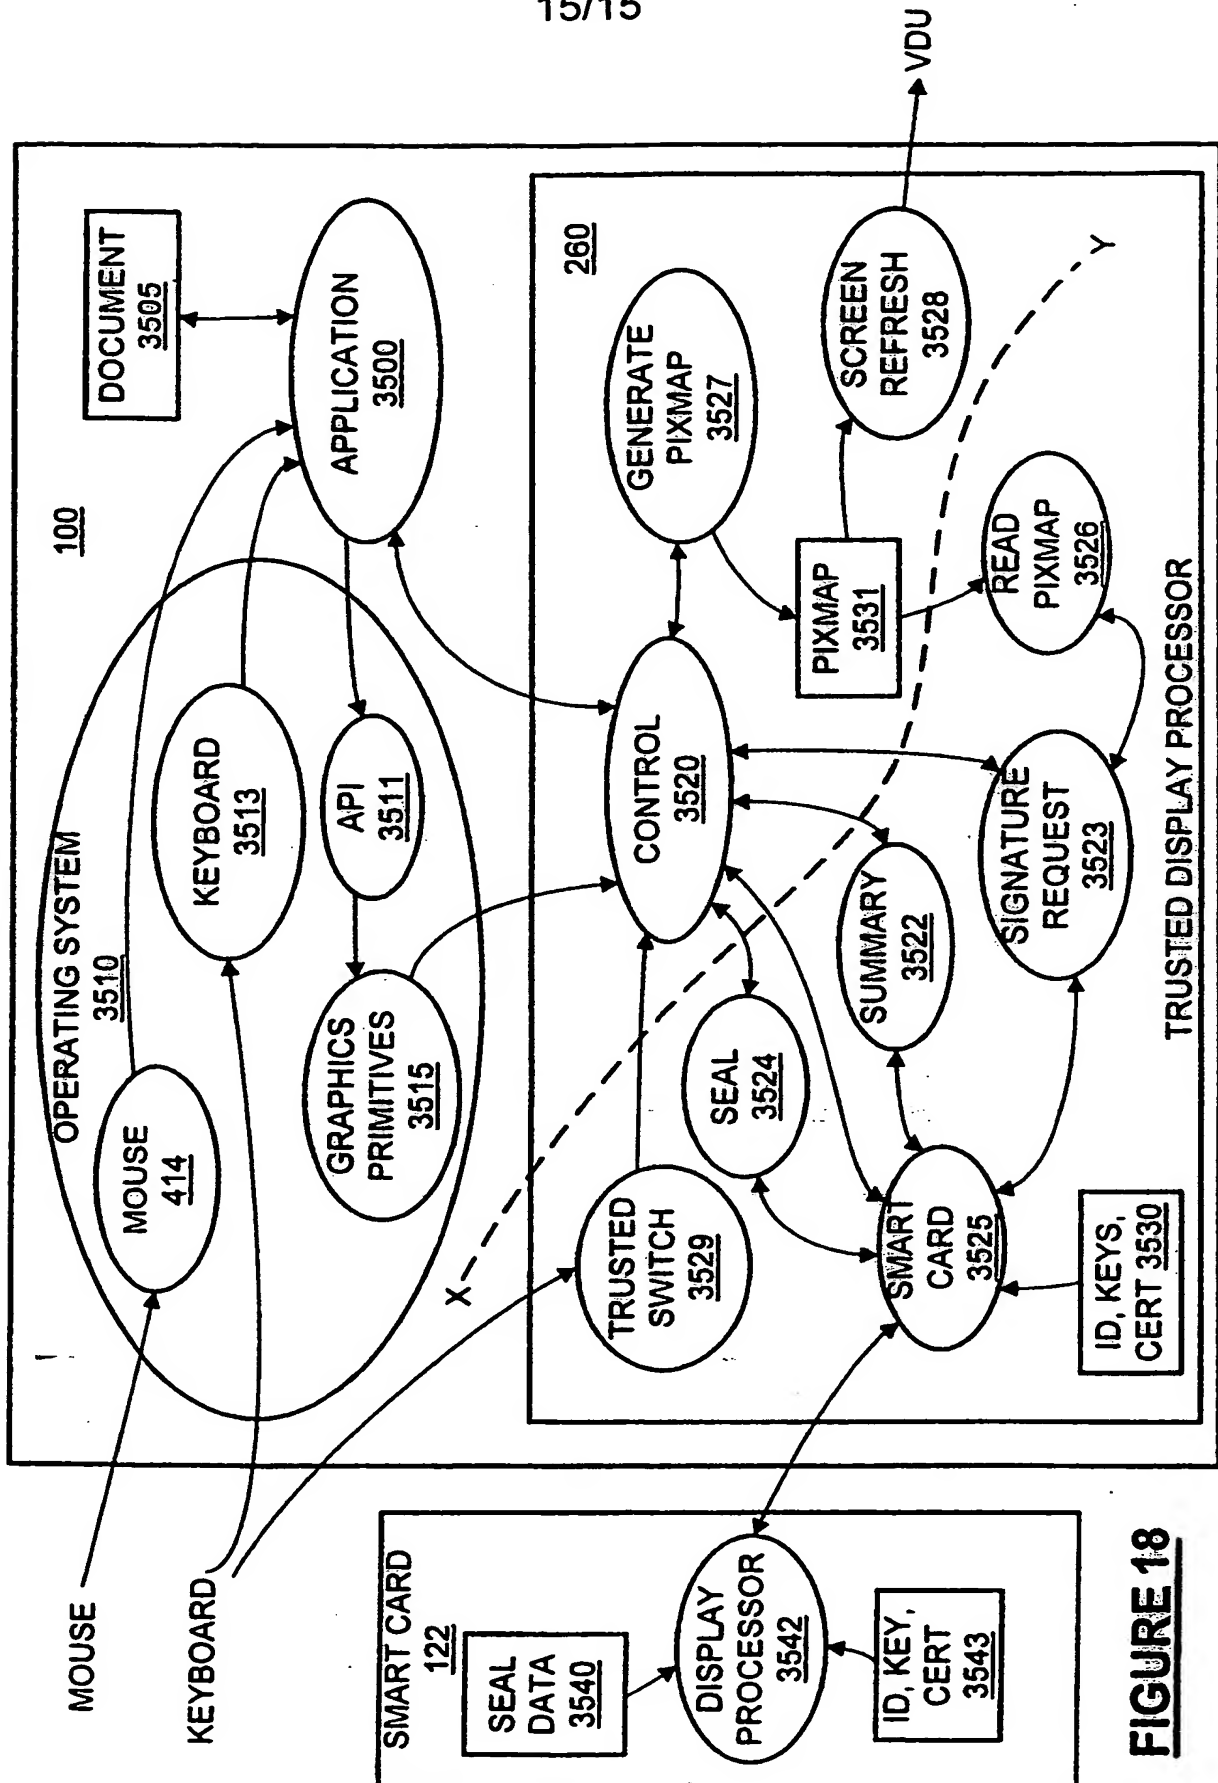 15/15
MOUSE
KEYBOARD
100
OPERATING SYSTEM
3510
MOUSE
414
KEYBOARD
3513
GRAPHICS
PRIMITIVES
3515
API
3511
DOCUMENT
3505
APPLICATION
3500
X
260
TRUSTED
SWITCH
3529
SEAL
3524
CONTROL
3520
GENERATE
PIXMAP
3527
SCREEN
REFRESH
3528
VDU
PIXMAP
3531
Y
SUMMARY
3522
READ
PIXMAP
3526
SMART
CARD
3525
SIGNATURE
REQUEST
3523
ID, KEYS,
CERT 3530
TRUSTED DISPLAY PROCESSOR
SMART CARD
122
SEAL
DATA
3540
DISPLAY
PROCESSOR
3542
ID, KEY,
CERT
3543
FIGURE 18